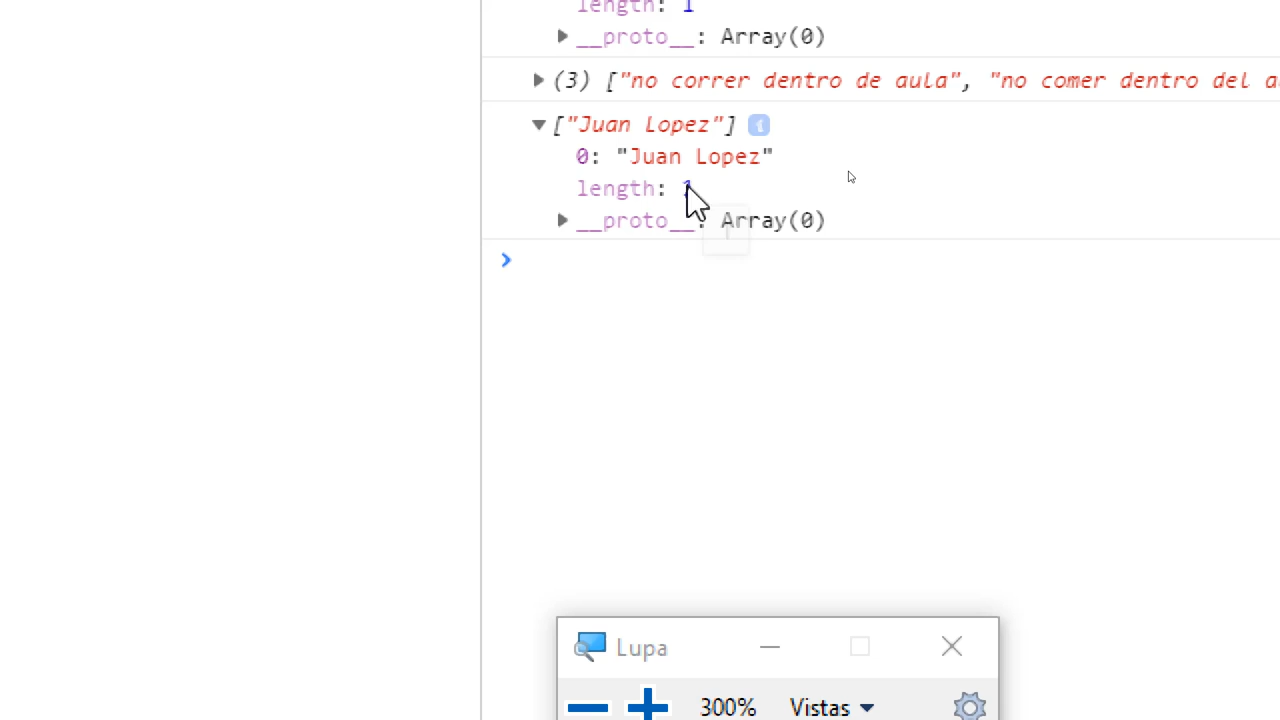 length: 1
▶ __proto__: Array(0)
▶ (3) ["no correr dentro de aula", "no comer dentro del a
▼ ["Juan Lopez"] i
0: "Juan Lopez"
length: 1
▶ __proto__: Array(0)
>
Lupa
300% Vistas